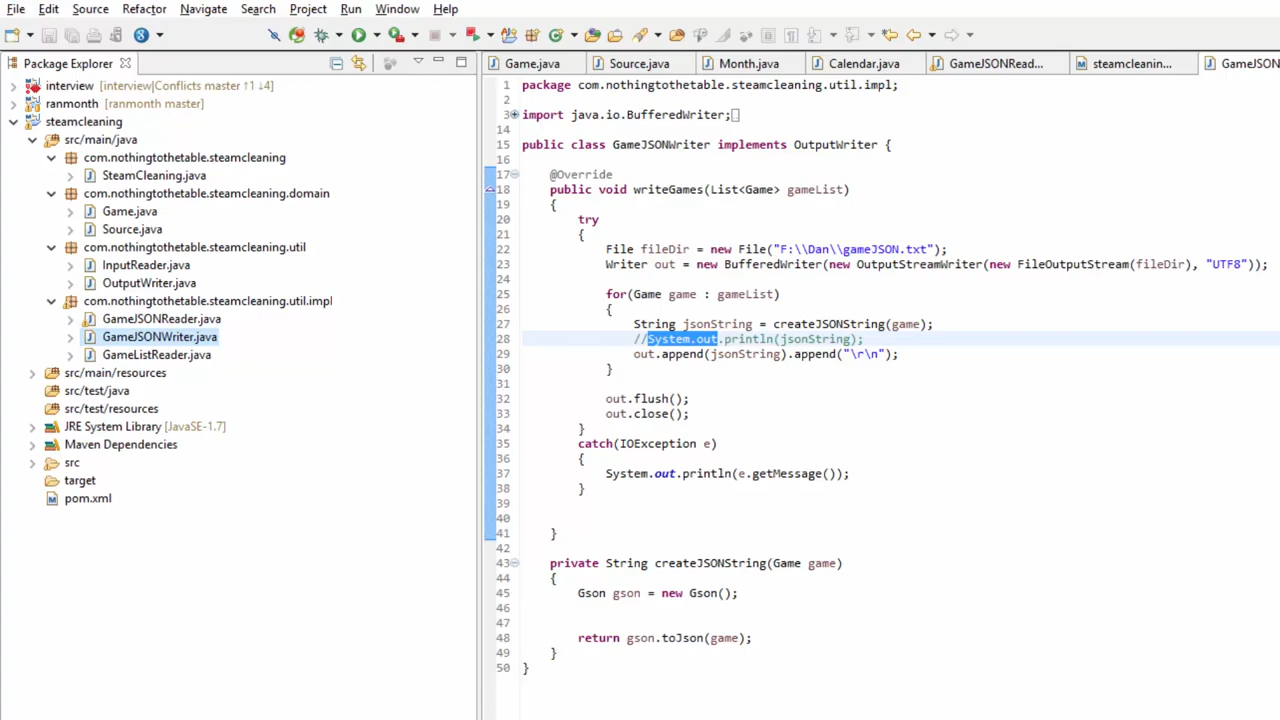 File Edit Source Refactor Navigate Search Project Run Window Help
Package Explorer
interview [interview|Conflicts master ↑1 ↓4]
ranmonth [ranmonth master]
steamcleaning
src/main/java
com.nothingtothetable.steamcleaning
SteamCleaning.java
com.nothingtothetable.steamcleaning.domain
Game.java
Source.java
com.nothingtothetable.steamcleaning.util
InputReader.java
OutputWriter.java
com.nothingtothetable.steamcleaning.util.impl
GameJSONReader.java
GameJSONWriter.java
GameListReader.java
src/main/resources
src/test/java
src/test/resources
JRE System Library [JavaSE-1.7]
Maven Dependencies
src
target
pom.xml
Game.java Source.java Month.java Calendar.java GameJSONRead... steamcleanin... GameJSON
1 package com.nothingtothetable.steamcleaning.util.impl;
2
3 import java.io.BufferedWriter;
14
15 public class GameJSONWriter implements OutputWriter {
16
17 @Override
18 public void writeGames(List<Game> gameList)
19 {
20 try
21 {
22 File fileDir = new File("F:\\Dan\\gameJSON.txt");
23 Writer out = new BufferedWriter(new OutputStreamWriter(new FileOutputStream(fileDir), "UTF8"));
24
25 for(Game game : gameList)
26 {
27 String jsonString = createJSONString(game);
28 //System.out.println(jsonString);
29 out.append(jsonString).append("\r\n");
30 }
31
32 out.flush();
33 out.close();
34 }
35 catch(IOException e)
36 {
37 System.out.println(e.getMessage());
38 }
39
40
41 }
42
43 private String createJSONString(Game game)
44 {
45 Gson gson = new Gson();
46
47
48 return gson.toJson(game);
49 }
50 }